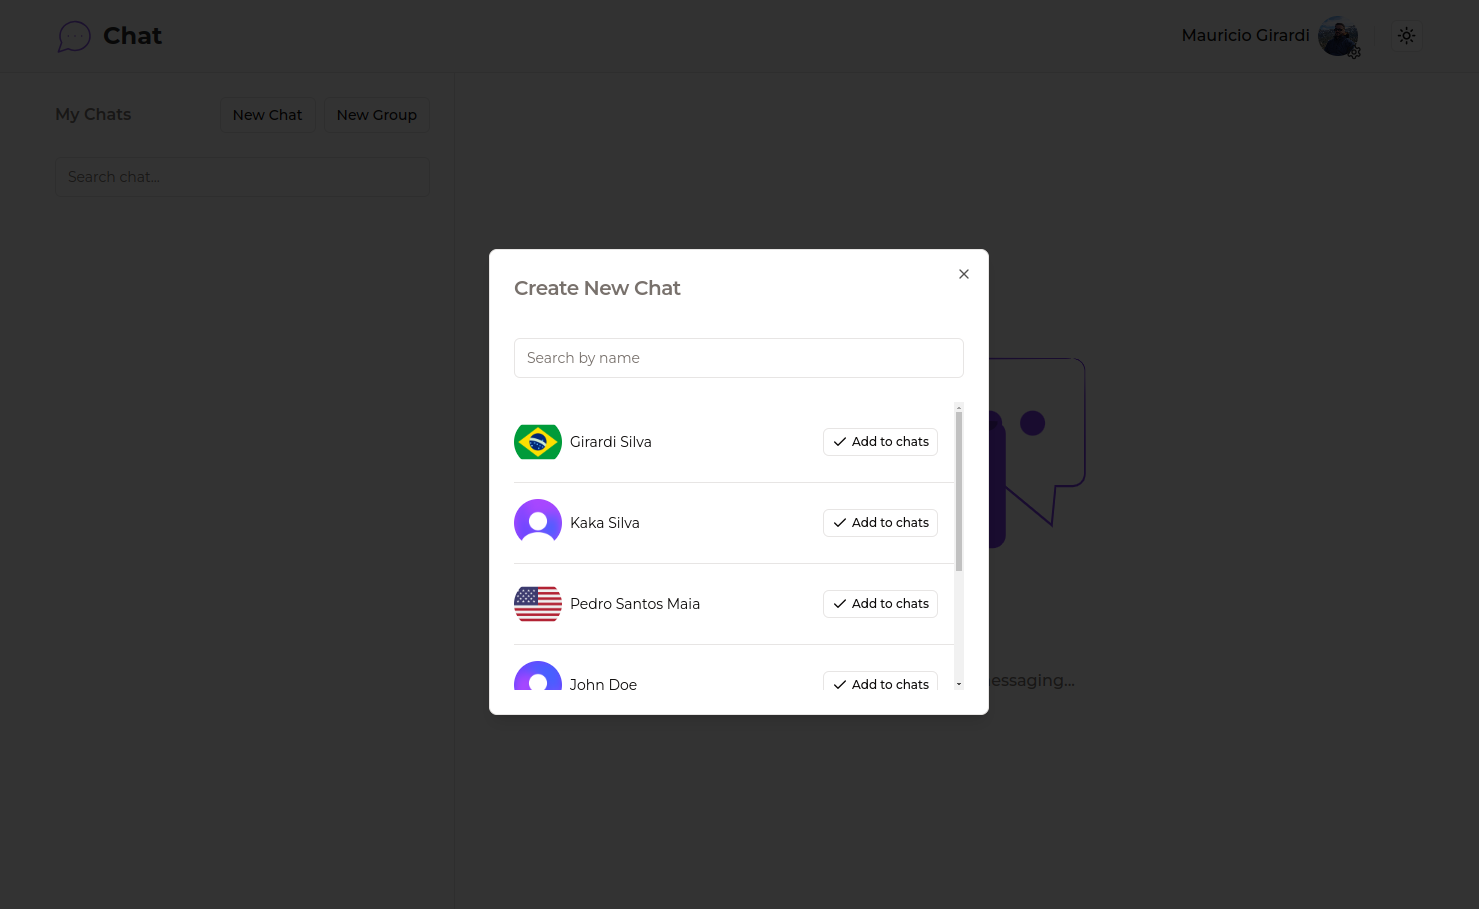 Chat
Mauricio Girardi
My Chats
New Chat
New Group
Search chat...
Create New Chat
Search by name
Girardi Silva
Add to chats
Kaka Silva
Add to chats
Pedro Santos Maia
Add to chats
John Doe
Add to chats